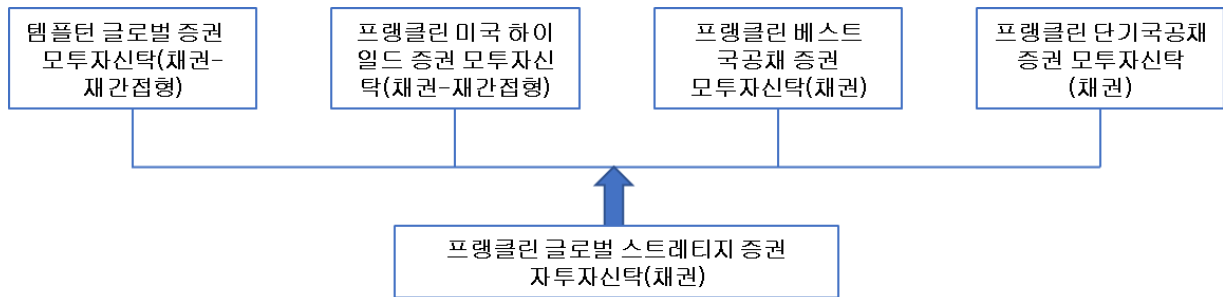 템플턴 글로벌 증권
모투자신탁(채권-
재간접형)
프랭클린 미국 하이
일드 증권 모투자신
탁(채권-재간접형)
프랭클린 베스트
국공채 증권
모투자신탁(채권)
프랭클린 단기국공채
증권 모투자신탁
(채권)
프랭클린 글로벌 스트레티지 증권
자투자신탁(채권)